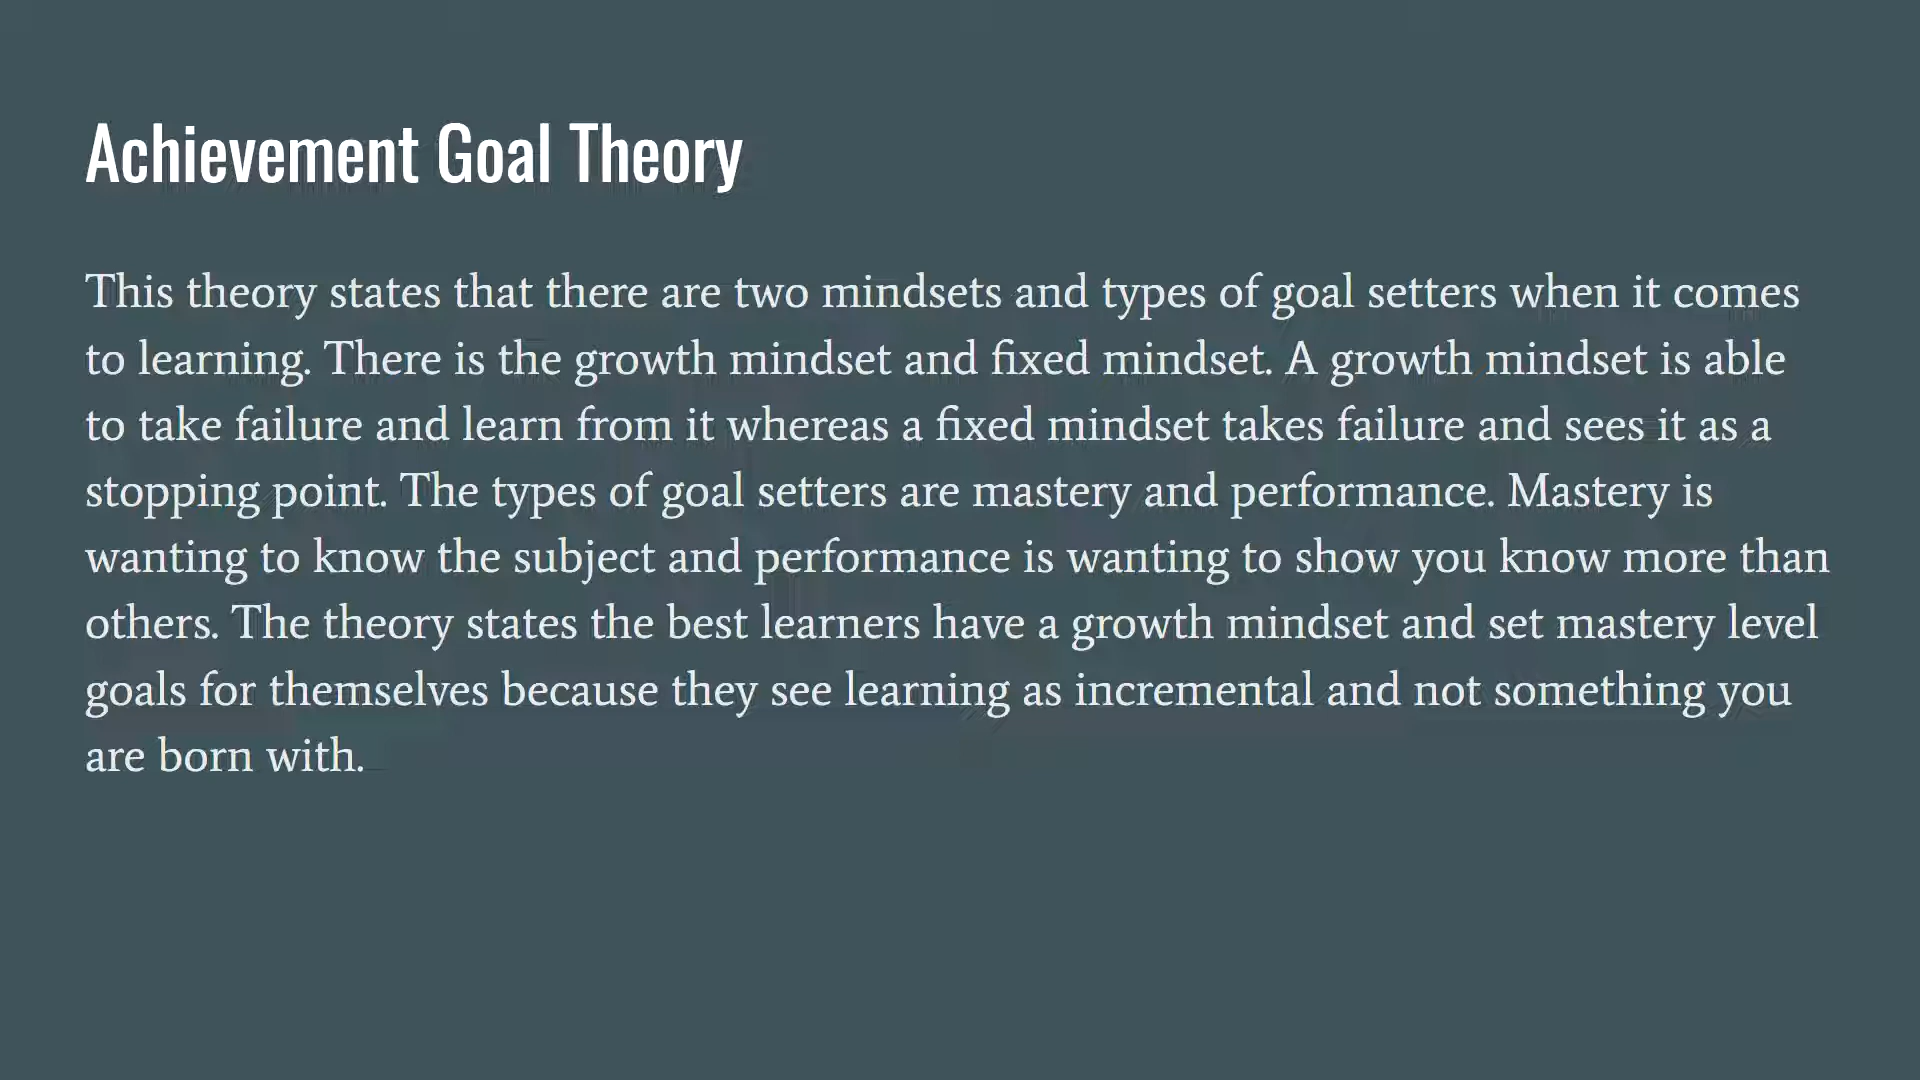 Achievement Goal Theory
This theory states that there are two mindsets and types of goal setters when it comes
to learning. There is the growth mindset and fixed mindset. A growth mindset is able
to take failure and learn from it whereas a fixed mindset takes failure and sees it as a
stopping point. The types of goal setters are mastery and performance. Mastery is
wanting to know the subject and performance is wanting to show you know more than
others. The theory states the best learners have a growth mindset and set mastery level
goals for themselves because they see learning as incremental and not something you
are born with.